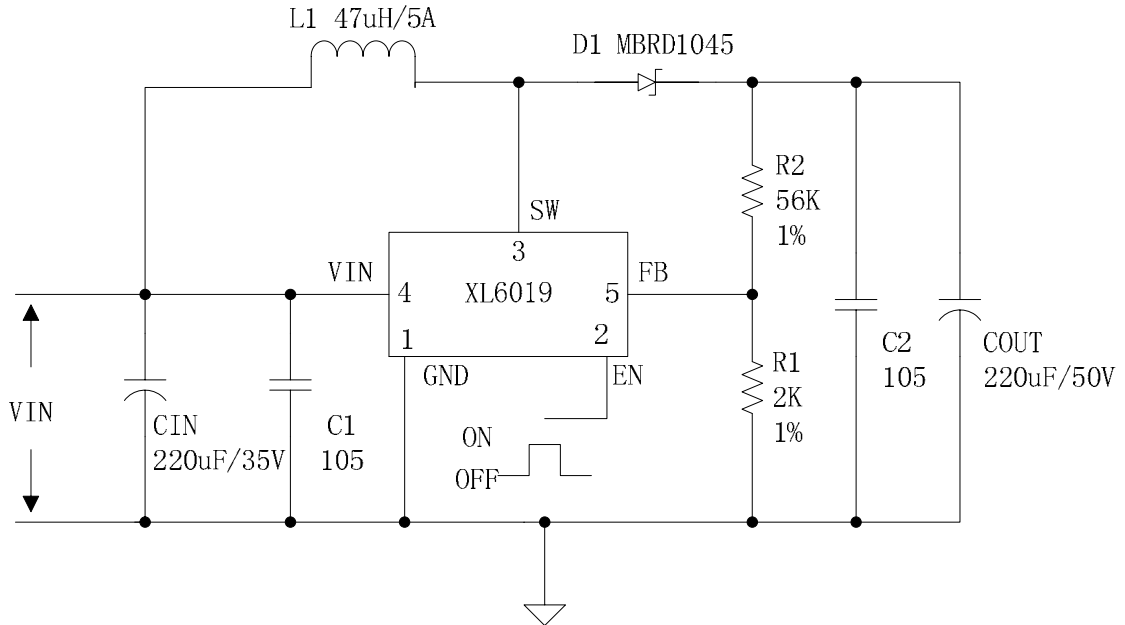 L1 47uH/5A
D1 MBRD1045
R2
56K
1%
SW
3
VIN
FB
4
XL6019
5
1
2
GND
EN
C2
105
COUT
220uF/50V
R1
2K
1%
VIN
CIN
220uF/35V
C1
105
ON
OFF